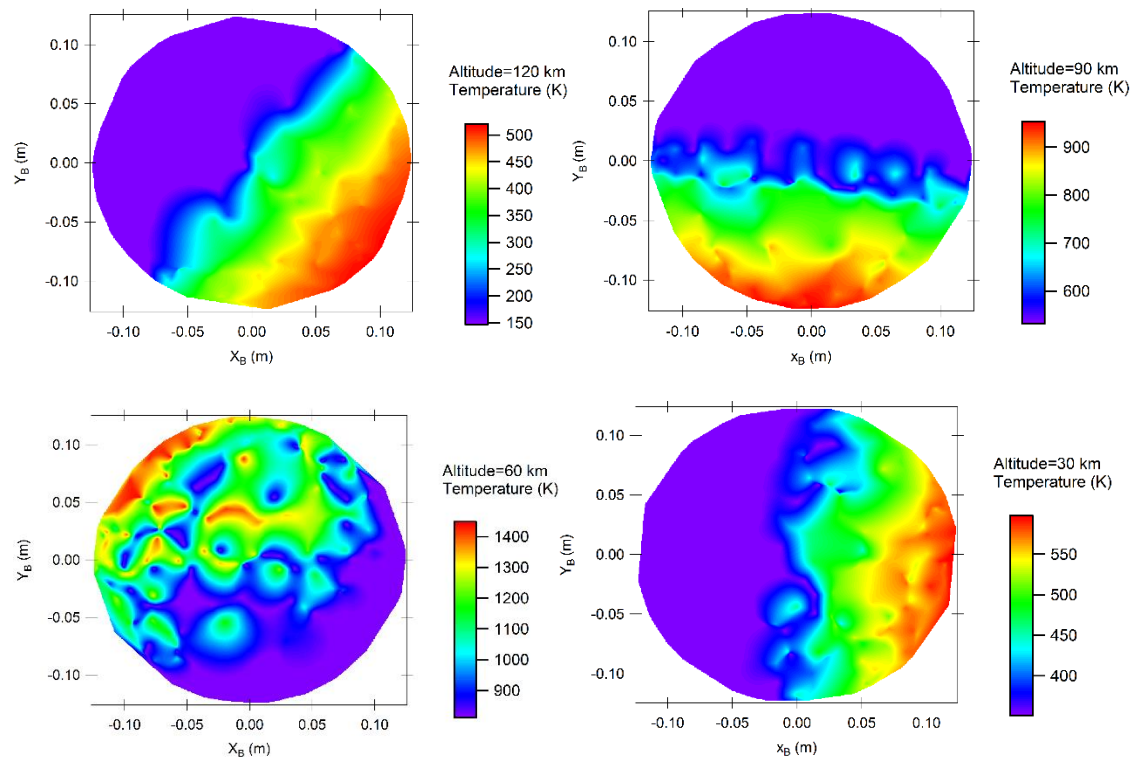 0.10
0.05
0.00
-0.05
-0.10
Y_B (m)
-0.10 -0.05 0.00 0.05 0.10
X_B (m)
Altitude=120 km
Temperature (K)
500
450
400
350
300
250
200
150
0.10
0.05
0.00
-0.05
-0.10
Y_B (m)
-0.10 -0.05 0.00 0.05 0.10
x_B (m)
Altitude=90 km
Temperature (K)
900
800
700
600
0.10
0.05
0.00
-0.05
-0.10
Y_B (m)
-0.10 -0.05 0.00 0.05 0.10
X_B (m)
Altitude=60 km
Temperature (K)
1400
1300
1200
1100
1000
900
0.10
0.05
0.00
-0.05
-0.10
Y_B (m)
-0.10 -0.05 0.00 0.05 0.10
x_B (m)
Altitude=30 km
Temperature (K)
550
500
450
400